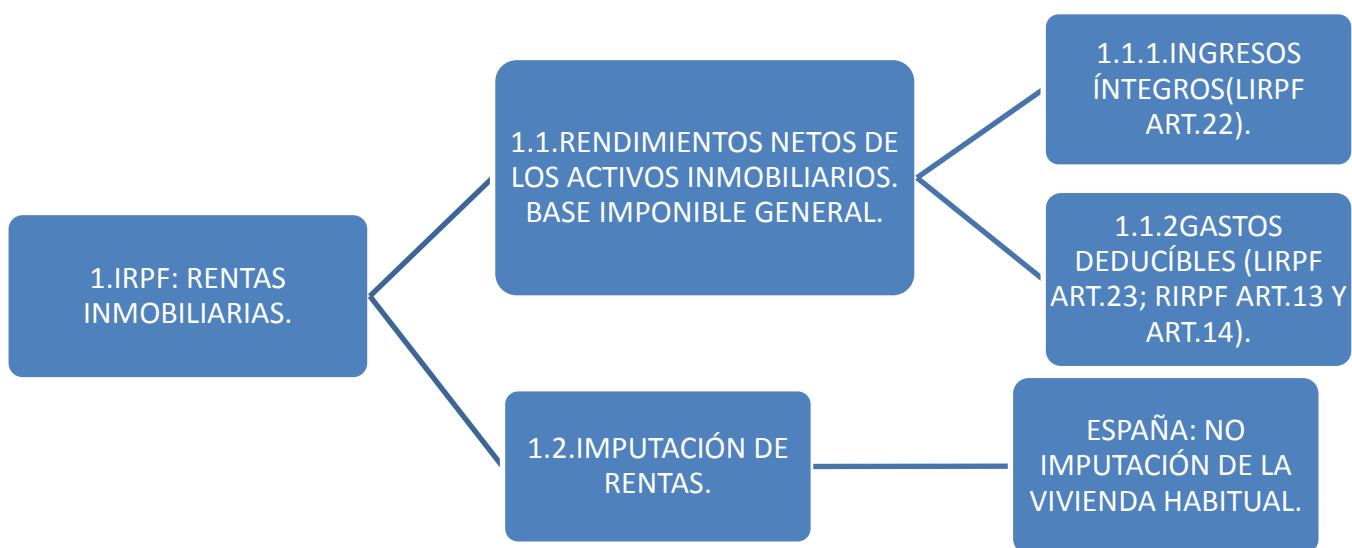 1.IRPF: RENTAS
INMOBILIARIAS.
1.1.RENDIMIENTOS NETOS DE
LOS ACTIVOS INMOBILIARIOS.
BASE IMPONIBLE GENERAL.
1.1.1.INGRESOS
ÍNTEGROS(LIRPF
ART.22).
1.1.2GASTOS
DEDUCÍBLES (LIRPF
ART.23; RIRPF ART.13 Y
ART.14).
1.2.IMPUTACIÓN DE
RENTAS.
ESPAÑA: NO
IMPUTACIÓN DE LA
VIVIENDA HABITUAL.